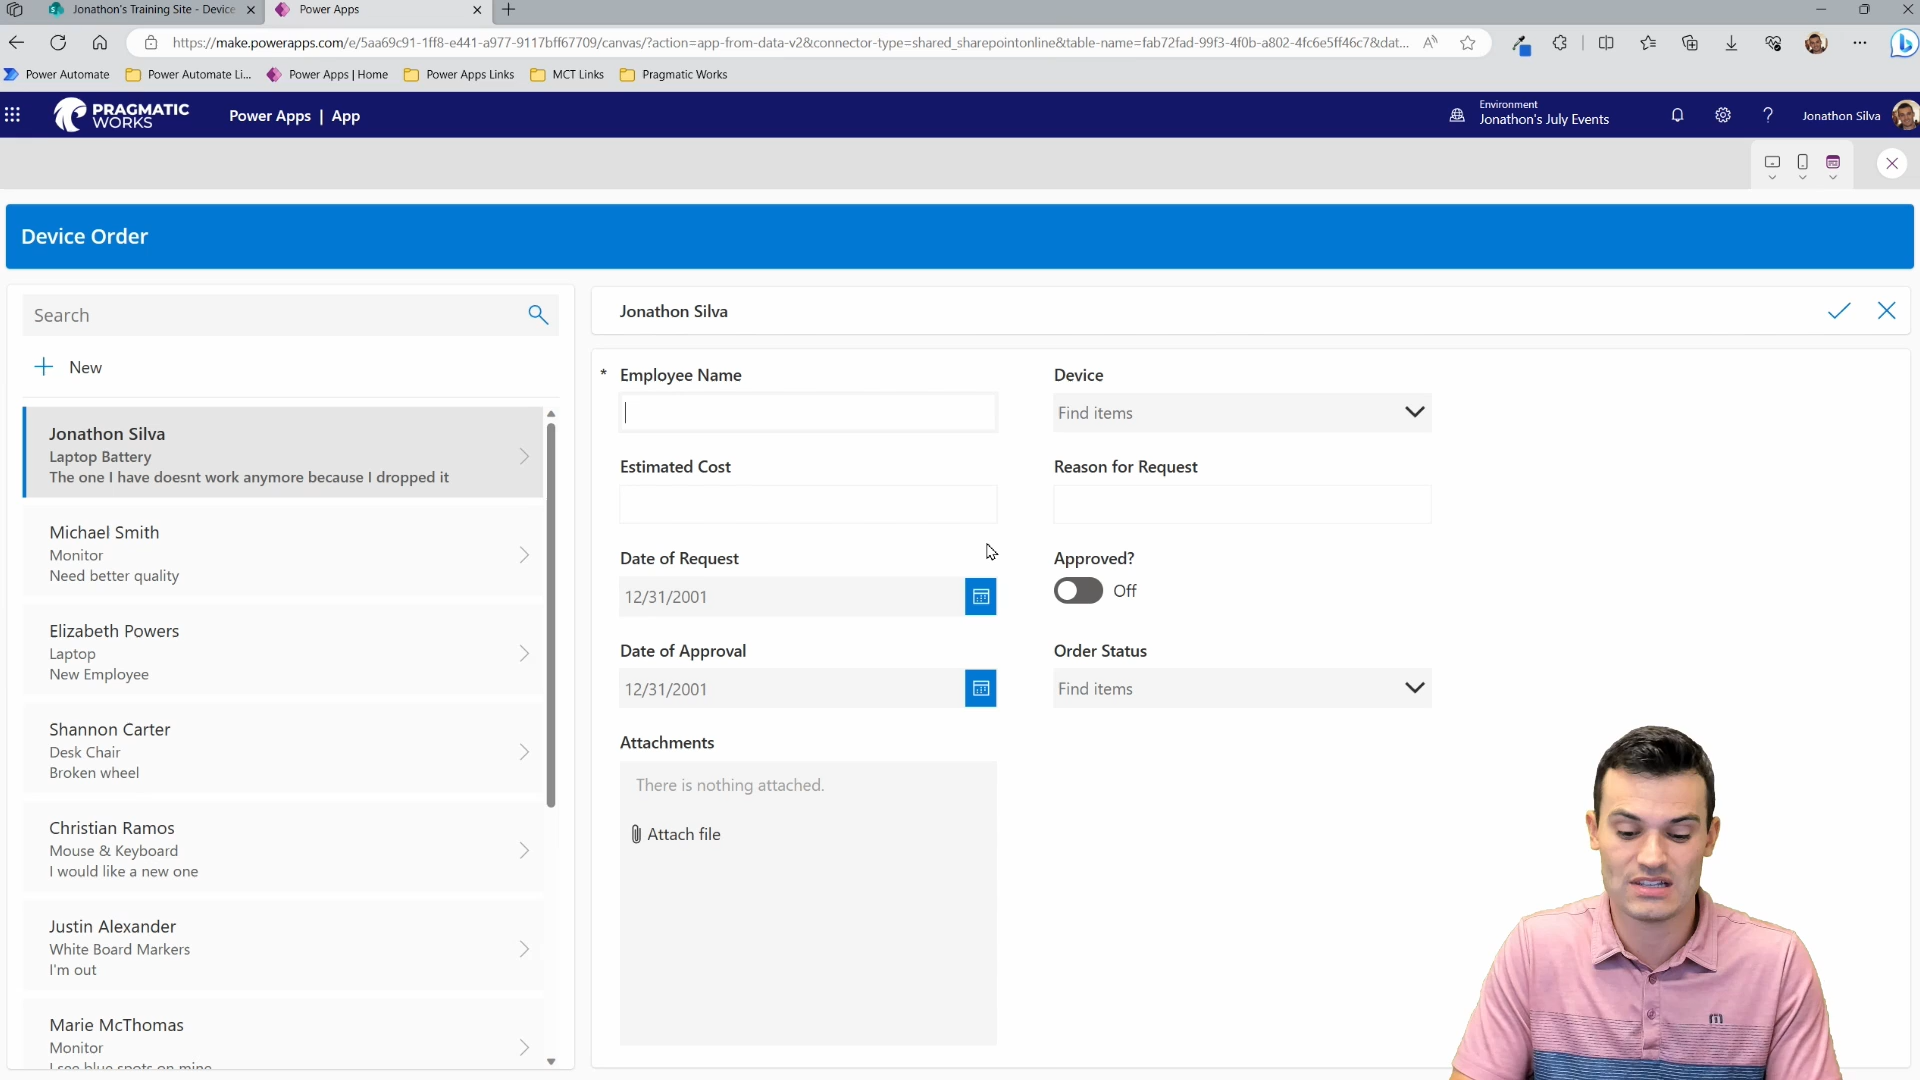 Jonathon's Training Site - Device
Power Apps
https://make.powerapps.com/e/5aa69c91-1ff8-e441-a977-9117bff67709/canvas/?action=app-from-data-v2&connector-type=shared_sharepointonline&table-name=fab72fad-99f3-4f0b-a802-4fc6e5ff46c7&dat...
Power Automate
Power Automate Li...
Power Apps | Home
Power Apps Links
MCT Links
Pragmatic Works
PRAGMATIC
WORKS
Power Apps | App
Environment
Jonathon's July Events
Jonathon Silva
Device Order
Search
New
Jonathon Silva
Laptop Battery
The one I have doesnt work anymore because I dropped it
Michael Smith
Monitor
Need better quality
Elizabeth Powers
Laptop
New Employee
Shannon Carter
Desk Chair
Broken wheel
Christian Ramos
Mouse & Keyboard
I would like a new one
Justin Alexander
White Board Markers
I'm out
Marie McThomas
Monitor
I see blue spots on mine
Jonathon Silva
* Employee Name
Device
Find items
Estimated Cost
Reason for Request
Date of Request
12/31/2001
Approved?
Off
Date of Approval
12/31/2001
Order Status
Find items
Attachments
There is nothing attached.
Attach file